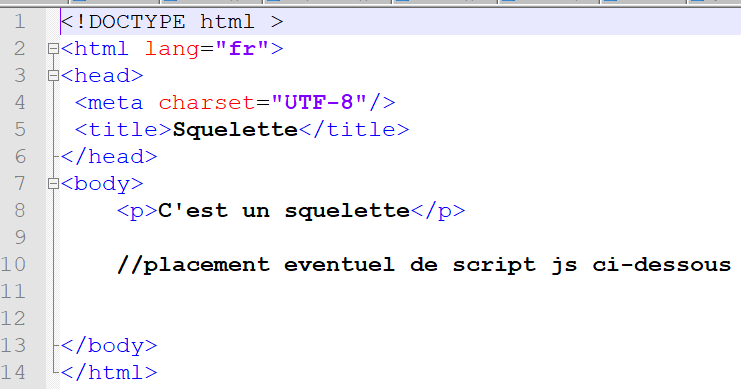 1 <!DOCTYPE html >
2 <html lang="fr">
3 <head>
4 <meta charset="UTF-8"/>
5 <title>Squelette</title>
6 </head>
7 <body>
8 <p>C'est un squelette</p>
9
10 //placement eventuel de script js ci-dessous
11
12
13 </body>
14 </html>